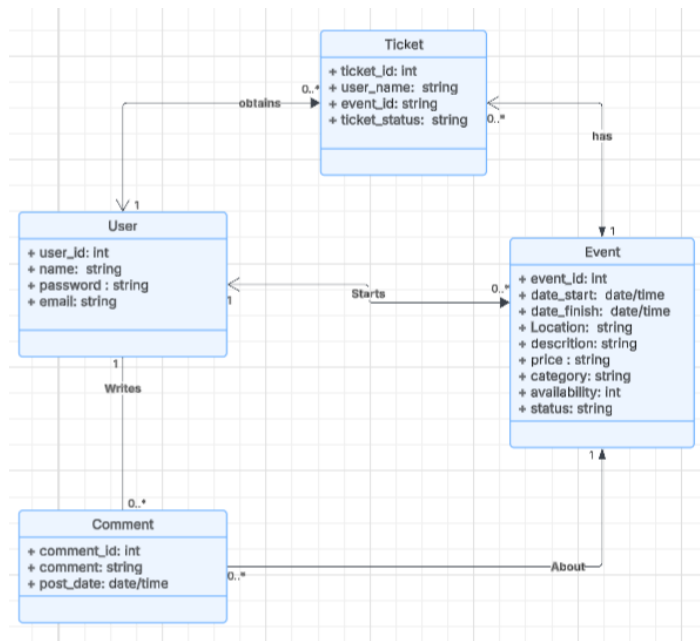 Ticket
+ ticket_id: int
+ user_name:  string
+ event_id: string
+ ticket_status:  string
0..*
obtains
0..*
has
1
1
User
+ user_id: int
+ name:  string
+ password : string
+ email: string
1
Starts
0..*
Event
+ event_id: int
+ date_start:  date/time
+ date_finish:  date/time
+ Location:  string
+ descrition: string
+ price : string
+ category: string
+ availability: int
+ status: string
1
Writes
0..*
1
Comment
+ comment_id: int
+ comment: string
+ post_date: date/time
0..*
About